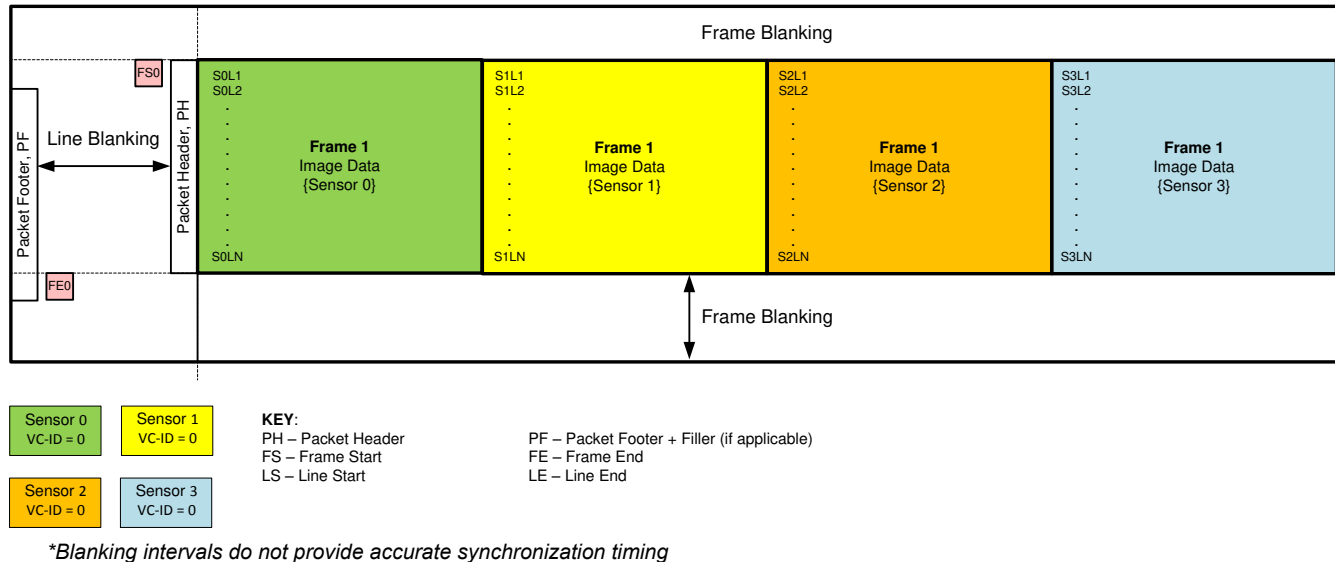 Frame Blanking
FS0
Packet Footer, PF
Line Blanking
Packet Header, PH
FE0
S0L1
S0L2
S0LN
Frame 1
Image Data
{Sensor 0}
S1L1
S1L2
S1LN
Frame 1
Image Data
{Sensor 1}
S2L1
S2L2
S2LN
Frame 1
Image Data
{Sensor 2}
S3L1
S3L2
S3LN
Frame 1
Image Data
{Sensor 3}
Frame Blanking
Sensor 0
VC-ID = 0
Sensor 1
VC-ID = 0
Sensor 2
VC-ID = 0
Sensor 3
VC-ID = 0
KEY:
PH – Packet Header
FS – Frame Start
LS – Line Start
PF – Packet Footer + Filler (if applicable)
FE – Frame End
LE – Line End
*Blanking intervals do not provide accurate synchronization timing